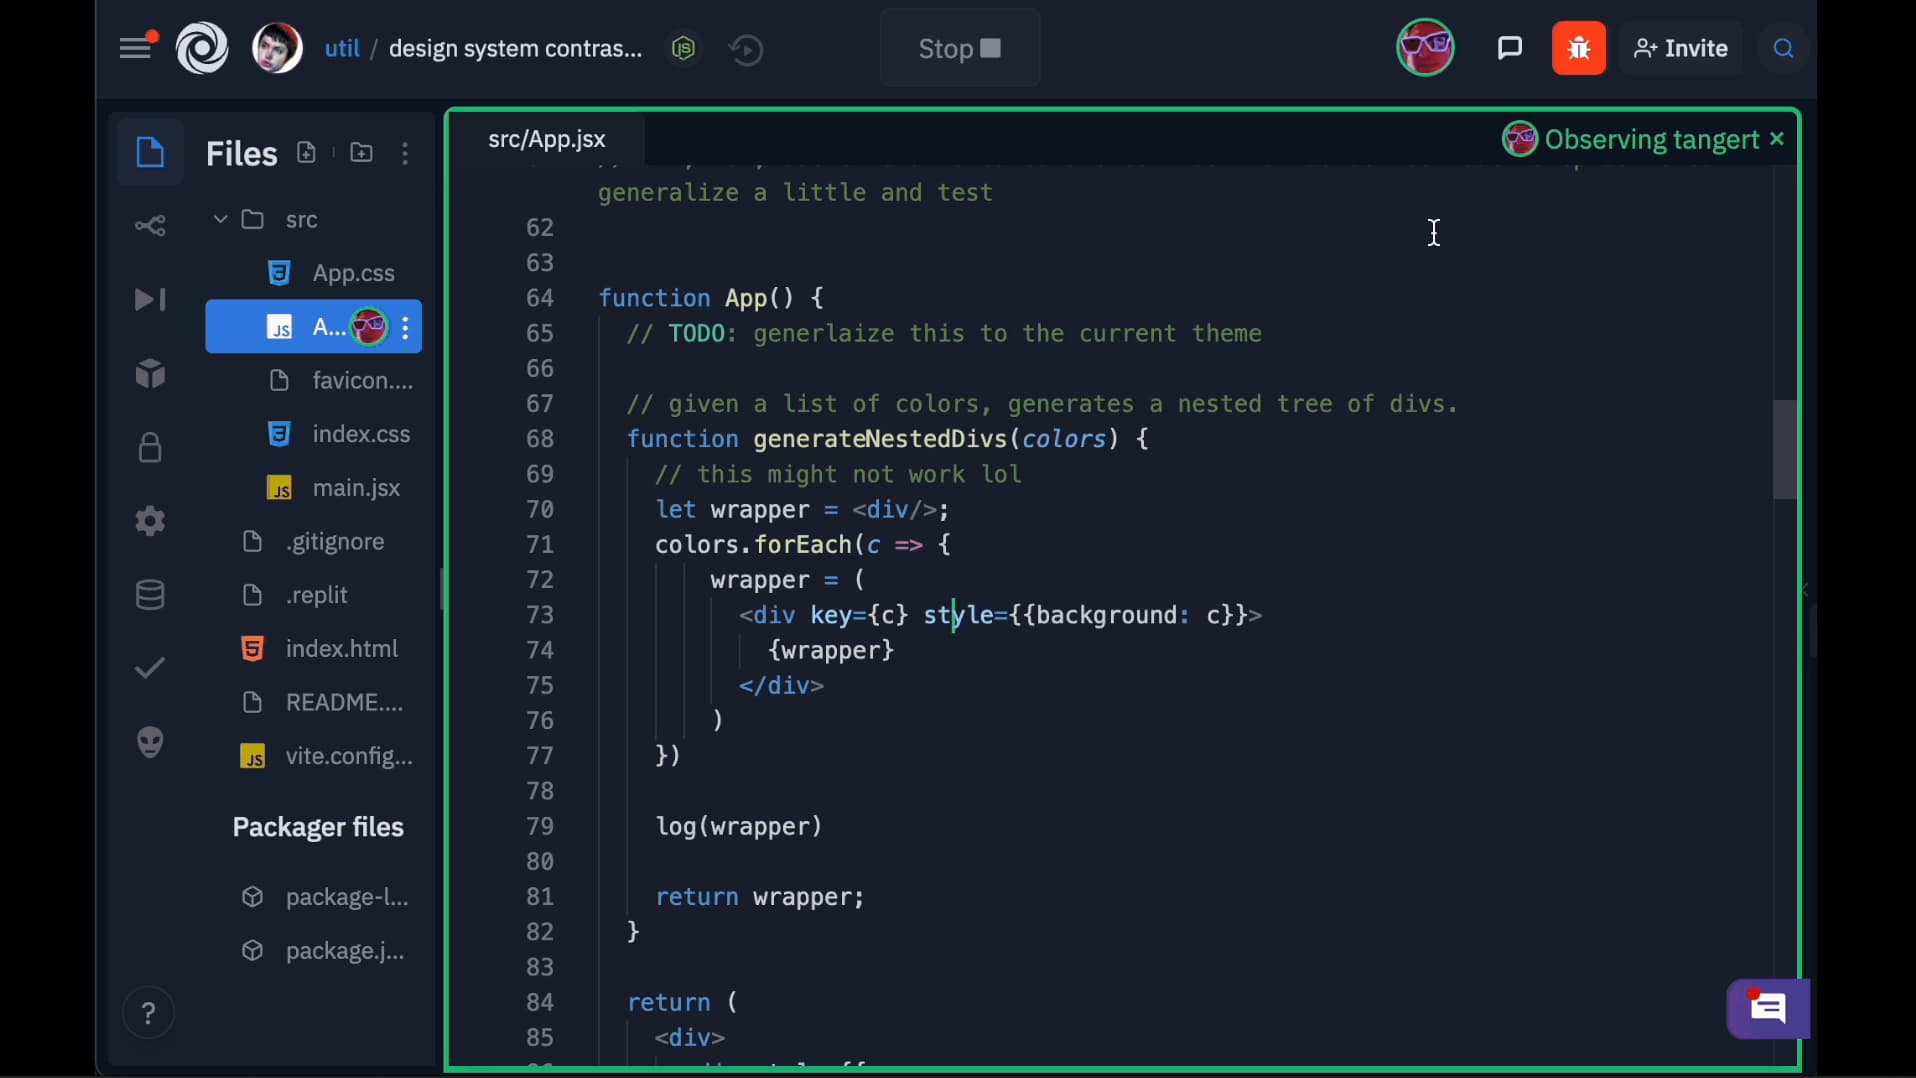 util / design system contras...
Stop
Invite
Files
src
App.css
A...
favicon....
index.css
main.jsx
.gitignore
.replit
index.html
README....
vite.config...
Packager files
package-l...
package.j...
?
src/App.jsx
Observing tangert ×
generalize a little and test
62
63
64 function App() {
65 // TODO: generlaize this to the current theme
66
67 // given a list of colors, generates a nested tree of divs.
68 function generateNestedDivs(colors) {
69 // this might not work lol
70 let wrapper = <div/>;
71 colors.forEach(c => {
72 wrapper = (
73 <div key={c} style={{background: c}}>
74 {wrapper}
75 </div>
76 )
77 })
78
79 log(wrapper)
80
81 return wrapper;
82 }
83
84 return (
85 <div>